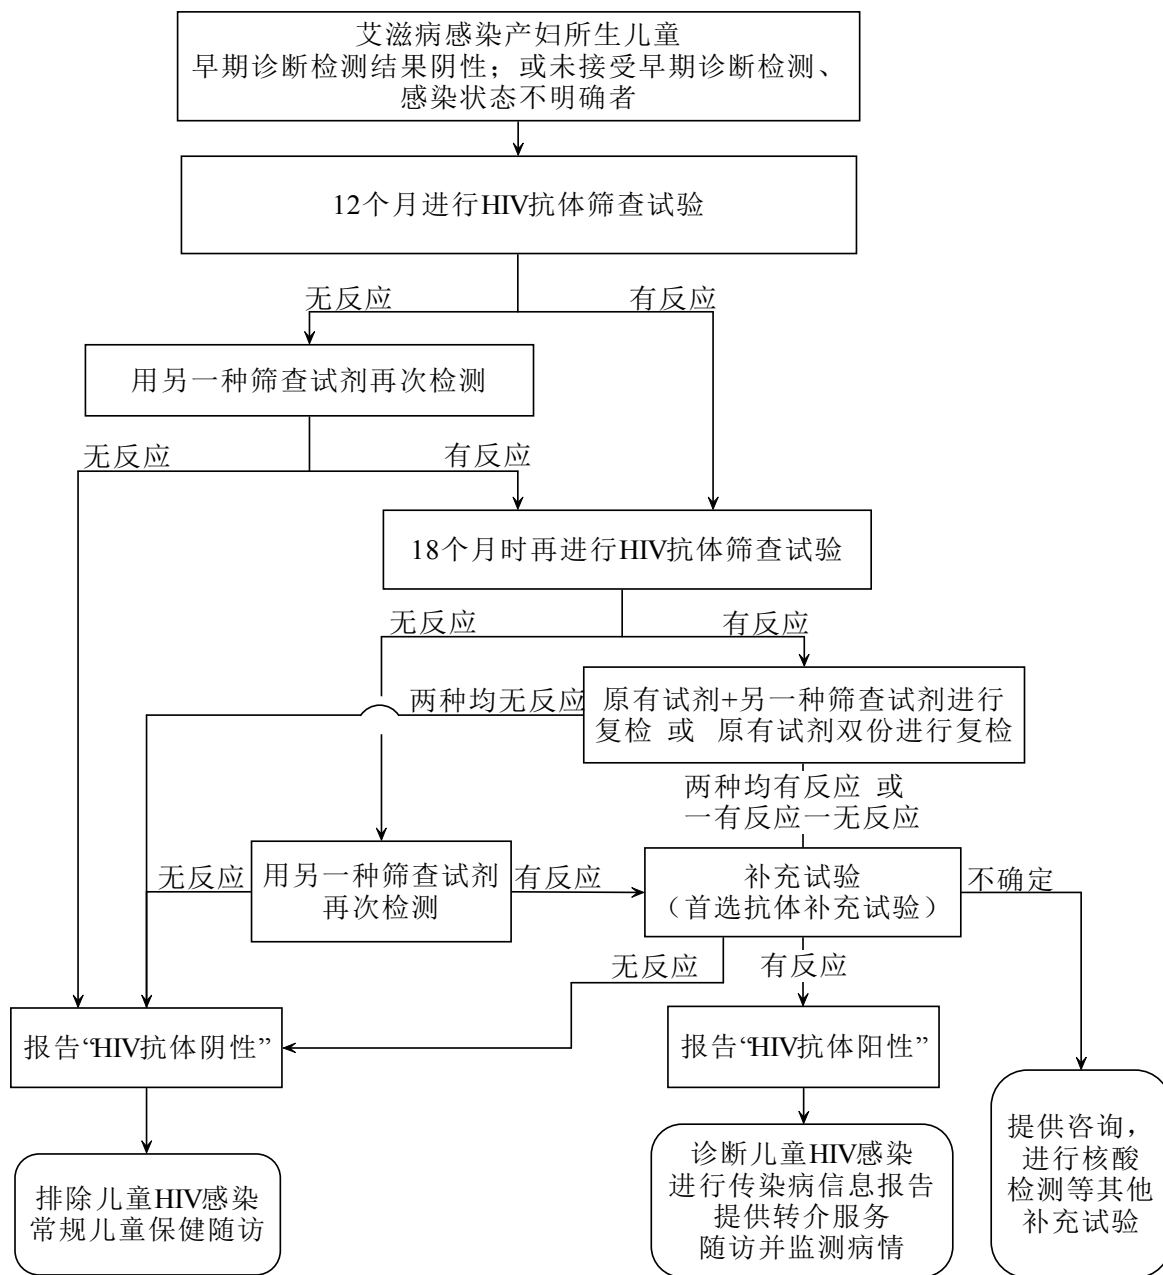 艾滋病感染产妇所生儿童
早期诊断检测结果阴性；或未接受早期诊断检测、
感染状态不明确者
12个月进行HIV抗体筛查试验
无反应
有反应
用另一种筛查试剂再次检测
无反应
有反应
18个月时再进行HIV抗体筛查试验
无反应
有反应
两种均无反应
原有试剂+另一种筛查试剂进行
复检 或 原有试剂双份进行复检
两种均有反应 或
一有反应一无反应
无反应
用另一种筛查试剂
再次检测
有反应
补充试验
（首选抗体补充试验）
不确定
无反应
有反应
报告“HIV抗体阴性”
报告“HIV抗体阳性”
排除儿童HIV感染
常规儿童保健随访
诊断儿童HIV感染
进行传染病信息报告
提供转介服务
随访并监测病情
提供咨询，
进行核酸
检测等其他
补充试验